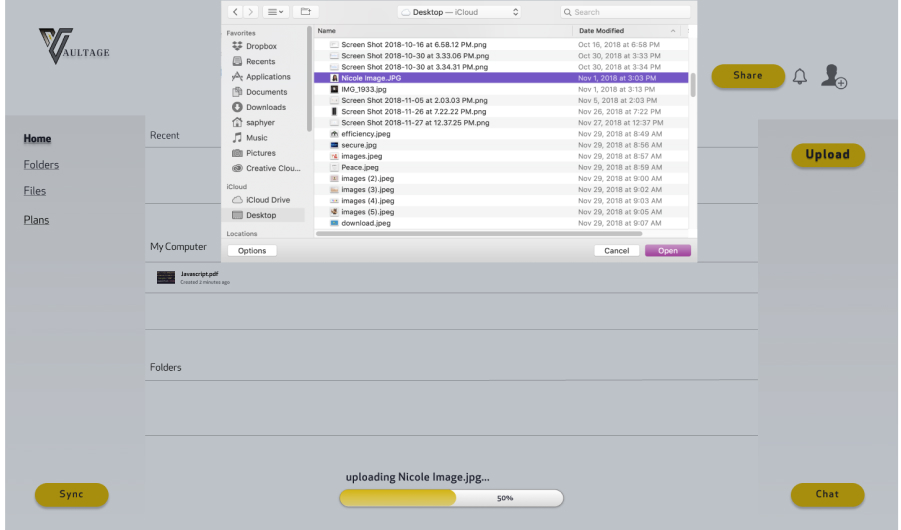 VAULTAGE
Desktop — iCloud
Search
Favorites
Dropbox
Recents
Applications
Documents
Downloads
saphyer
Music
Pictures
Creative Clou...
iCloud
iCloud Drive
Desktop
Locations
Name Date Modified
Screen Shot 2018-10-16 at 6.58.12 PM.png Oct 16, 2018 at 6:58 PM
Screen Shot 2018-10-30 at 3.33.06 PM.png Oct 30, 2018 at 3:33 PM
Screen Shot 2018-10-30 at 3.34.31 PM.png Oct 30, 2018 at 3:34 PM
Nicole Image.JPG Nov 1, 2018 at 3:03 PM
IMG_1933.jpg Nov 1, 2018 at 3:13 PM
Screen Shot 2018-11-05 at 2.03.03 PM.png Nov 5, 2018 at 2:03 PM
Screen Shot 2018-11-26 at 7.22.22 PM.png Nov 26, 2018 at 7:22 PM
Screen Shot 2018-11-27 at 12.37.25 PM.png Nov 27, 2018 at 12:37 PM
efficiency.jpeg Nov 29, 2018 at 8:49 AM
secure.jpg Nov 29, 2018 at 8:56 AM
images.jpeg Nov 29, 2018 at 8:57 AM
Peace.jpeg Nov 29, 2018 at 8:59 AM
images (2).jpeg Nov 29, 2018 at 9:00 AM
images (3).jpeg Nov 29, 2018 at 9:02 AM
images (4).jpeg Nov 29, 2018 at 9:03 AM
images (5).jpeg Nov 29, 2018 at 9:05 AM
download.jpeg Nov 29, 2018 at 9:07 AM
Options Cancel Open
Share
Upload
Home
Folders
Files
Plans
Recent
My Computer
Javascript.pdf
Created 2 minutes ago
Folders
uploading Nicole Image.jpg...
50%
Sync
Chat